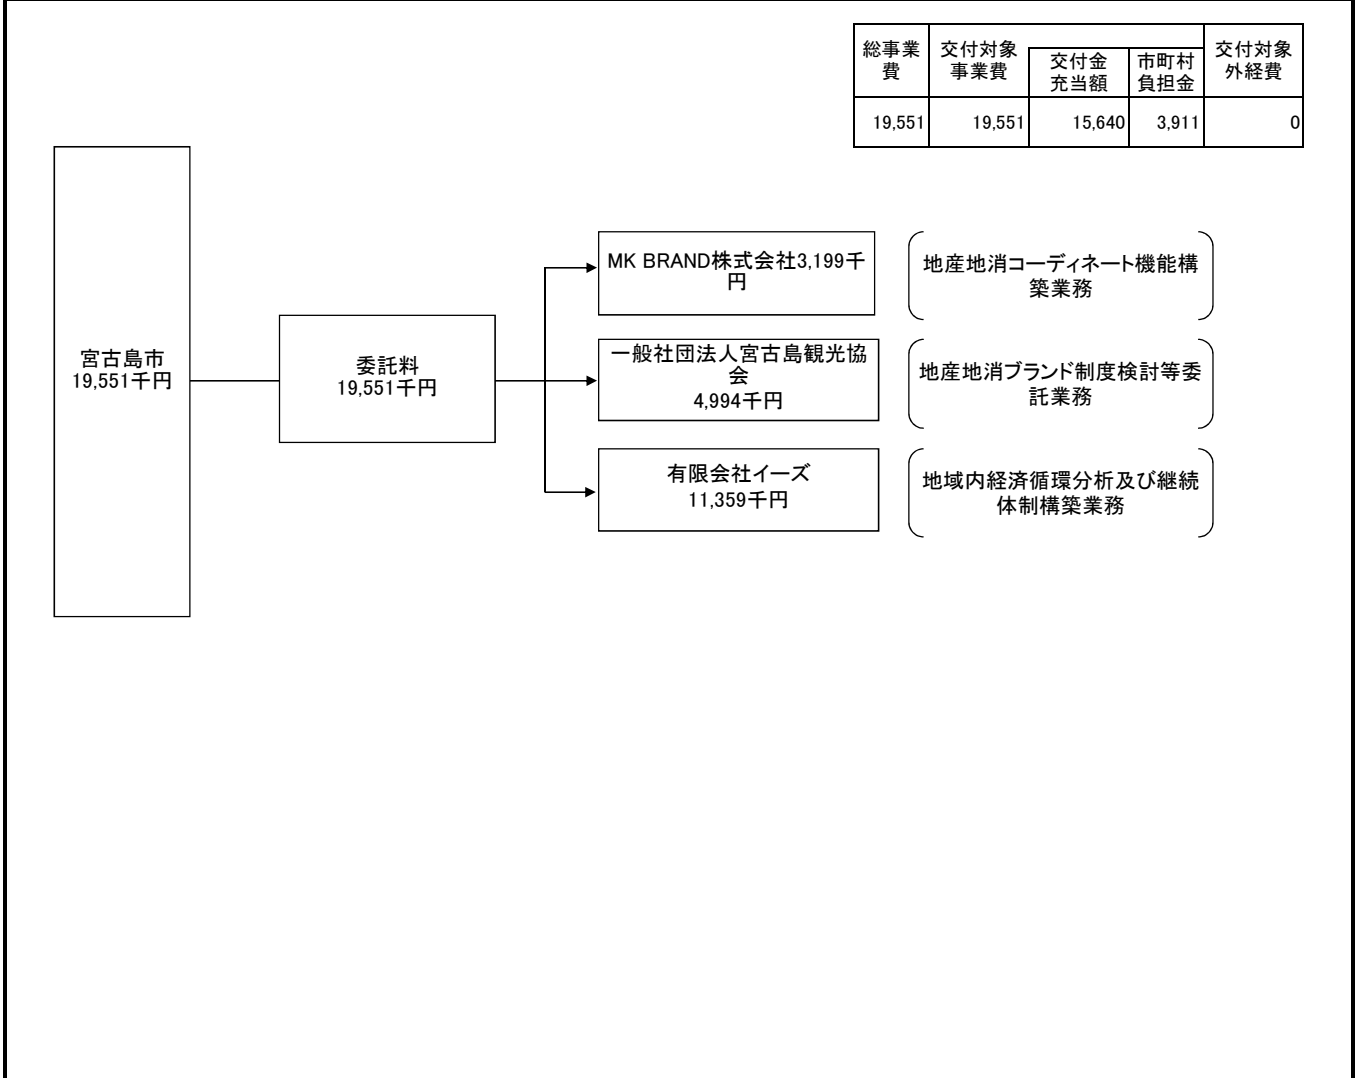 総事業
費
交付対象
事業費
交付金
充当額
市町村
負担金
交付対象
外経費
19,551
19,551
15,640
3,911
0
宮古島市
19,551千円
委託料
19,551千円
MK BRAND株式会社3,199千
円
地産地消コーディネート機能構
築業務
一般社団法人宮古島観光協
会
4,994千円
地産地消ブランド制度検討等委
託業務
有限会社イーズ
11,359千円
地域内経済循環分析及び継続
体制構築業務